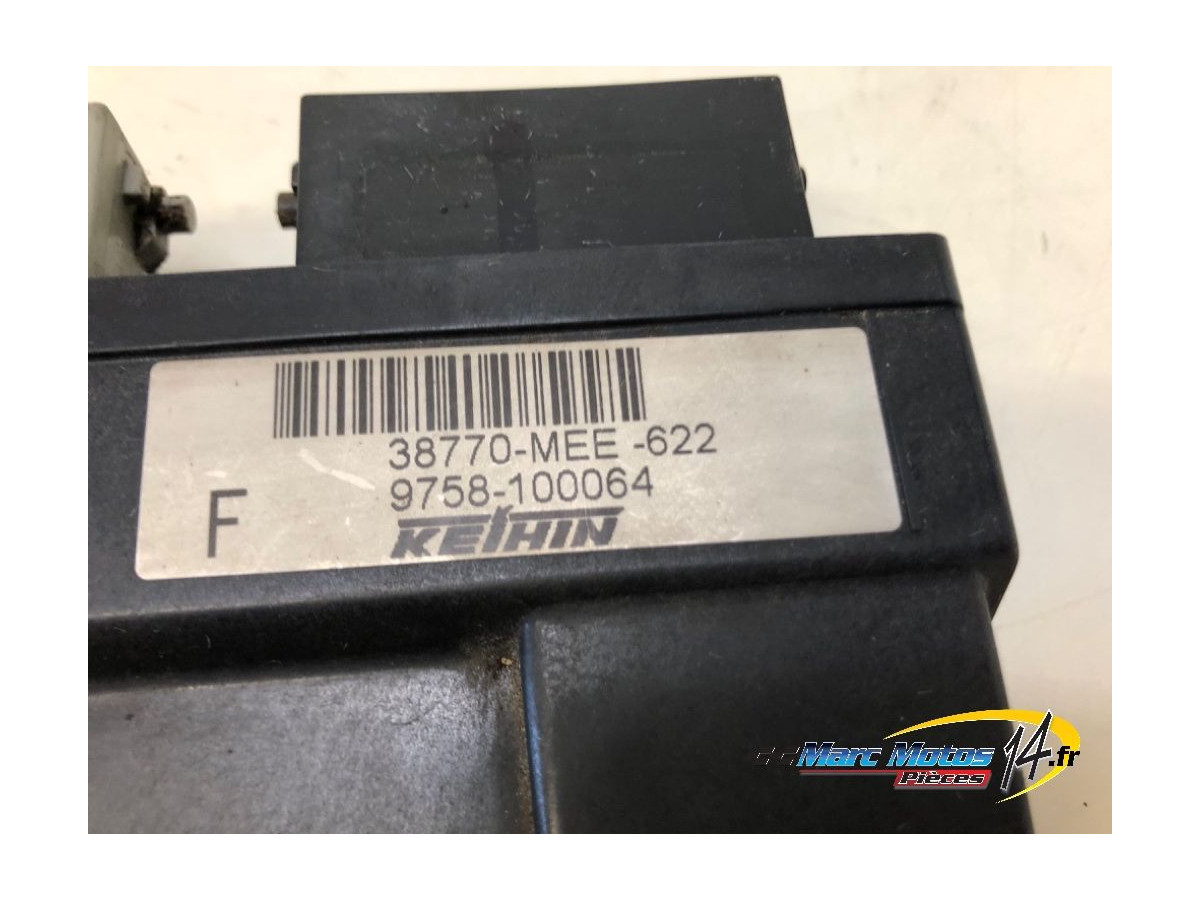 38770-MEE -622
9758-100064
F
KEIHIN
Marc Motos 14.fr
Pièces